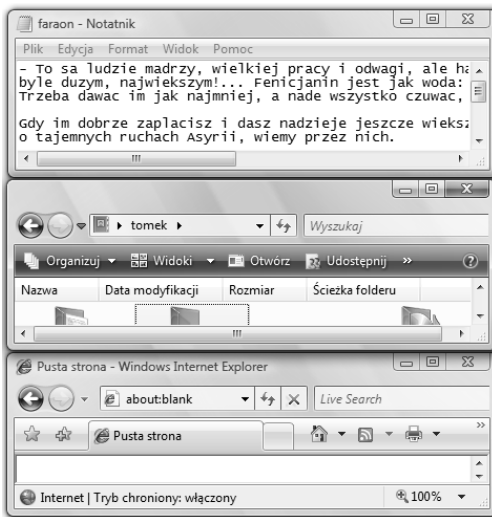 faraon - Notatnik
Plik Edycja Format Widok Pomoc
- To sa ludzie madrzy, wielkiej pracy i odwagi, ale
byle duzym, najwiekszym!... Fenicjanin jest jak woda:
Trzeba dawac im jak najmniej, a nade wszystko czuwac,
Gdy im dobrze zaplacisz i dasz nadzieje jeszcze
o tajemnych ruchach Asyrii, wiemy przez nich.
tomek
Wyszukaj
Organizuj Widoki Otwórz Udostępnij »
Nazwa Data modyfikacji Rozmiar Ścieżka folderu
Pusta strona - Windows Internet Explorer
about:blank
Live Search
Pusta strona »
Internet | Tryb chroniony: włączony 100%